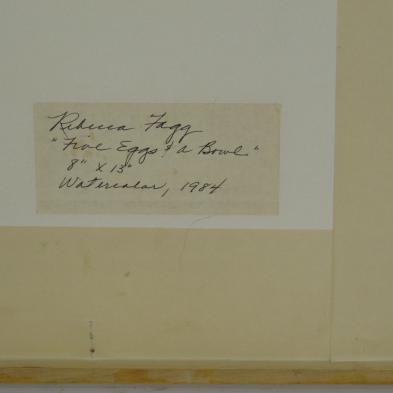 Rebecca Fagg
"Five Eggs & a Bowl"
8" x 13"
Watercolor, 1984